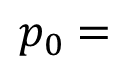 p₀ =